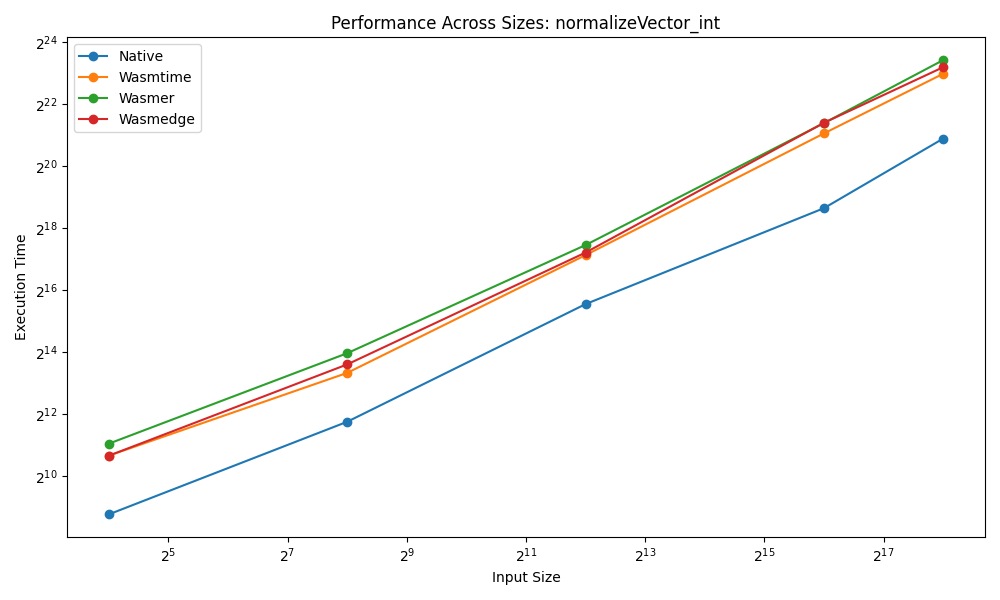 Performance Across Sizes: normalizeVector_int
Native
Wasmtime
Wasmer
Wasmedge
Execution Time
2^24
2^22
2^20
2^18
2^16
2^14
2^12
2^10
2^5
2^7
2^9
2^11
2^13
2^15
2^17
Input Size